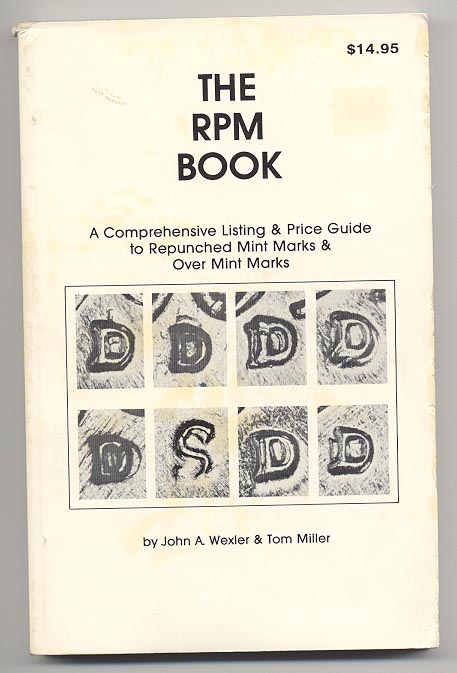 $14.95
THE
RPM
BOOK
A Comprehensive Listing & Price Guide
to Repunched Mint Marks &
Over Mint Marks
D D D D
D S D D
by John A. Wexler & Tom Miller